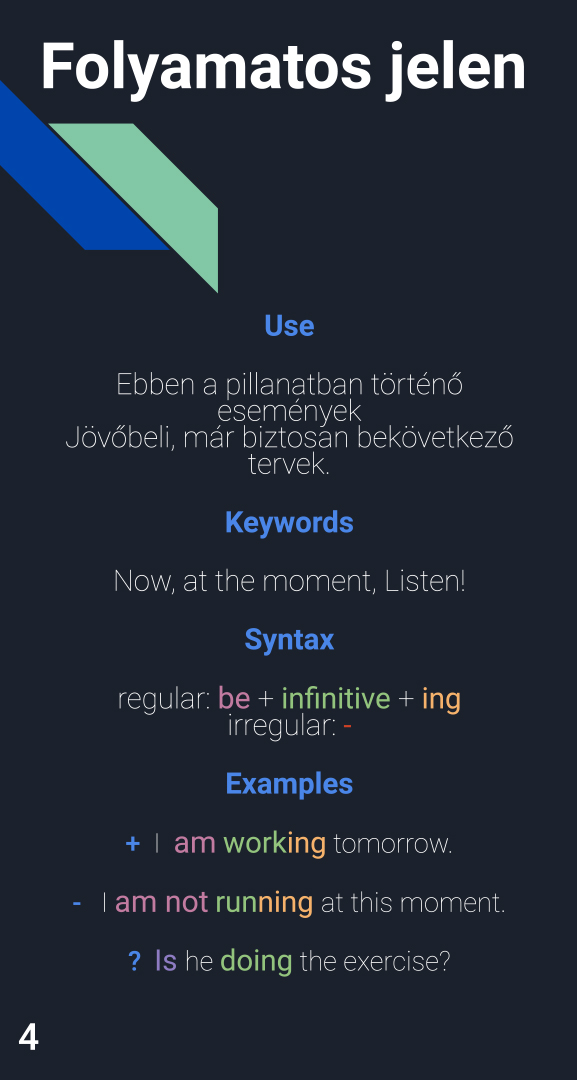 Folyamatos jelen
Use
Ebben a pillanatban történő
események
Jövőbeli, már biztosan bekövetkező
tervek.
Keywords
Now, at the moment, Listen!
Syntax
regular: be + infinitive + ing
irregular: -
Examples
+ I am working tomorrow.
- I am not running at this moment.
? Is he doing the exercise?
4